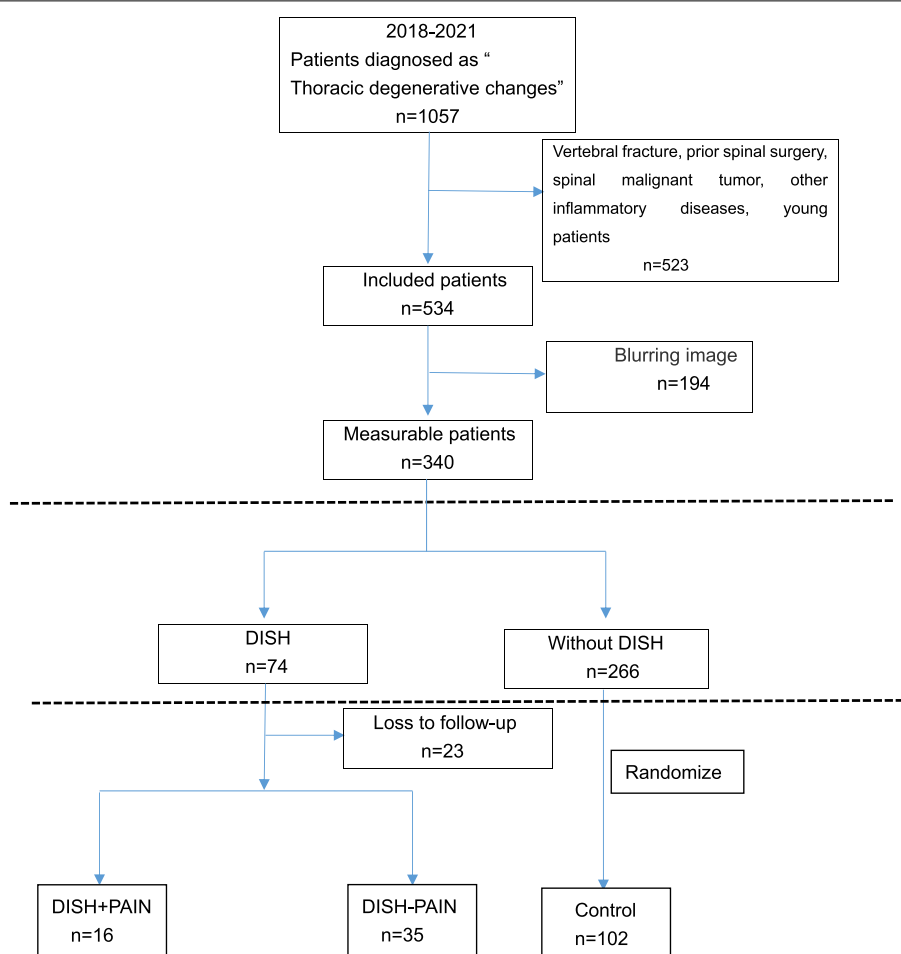 2018-2021
Patients diagnosed as “
Thoracic degenerative changes”
n=1057
Vertebral fracture, prior spinal surgery,
spinal malignant tumor, other
inflammatory diseases, young
patients
n=523
Included patients
n=534
Blurring image
n=194
Measurable patients
n=340
DISH
n=74
Without DISH
n=266
Loss to follow-up
n=23
Randomize
DISH+PAIN
n=16
DISH-PAIN
n=35
Control
n=102